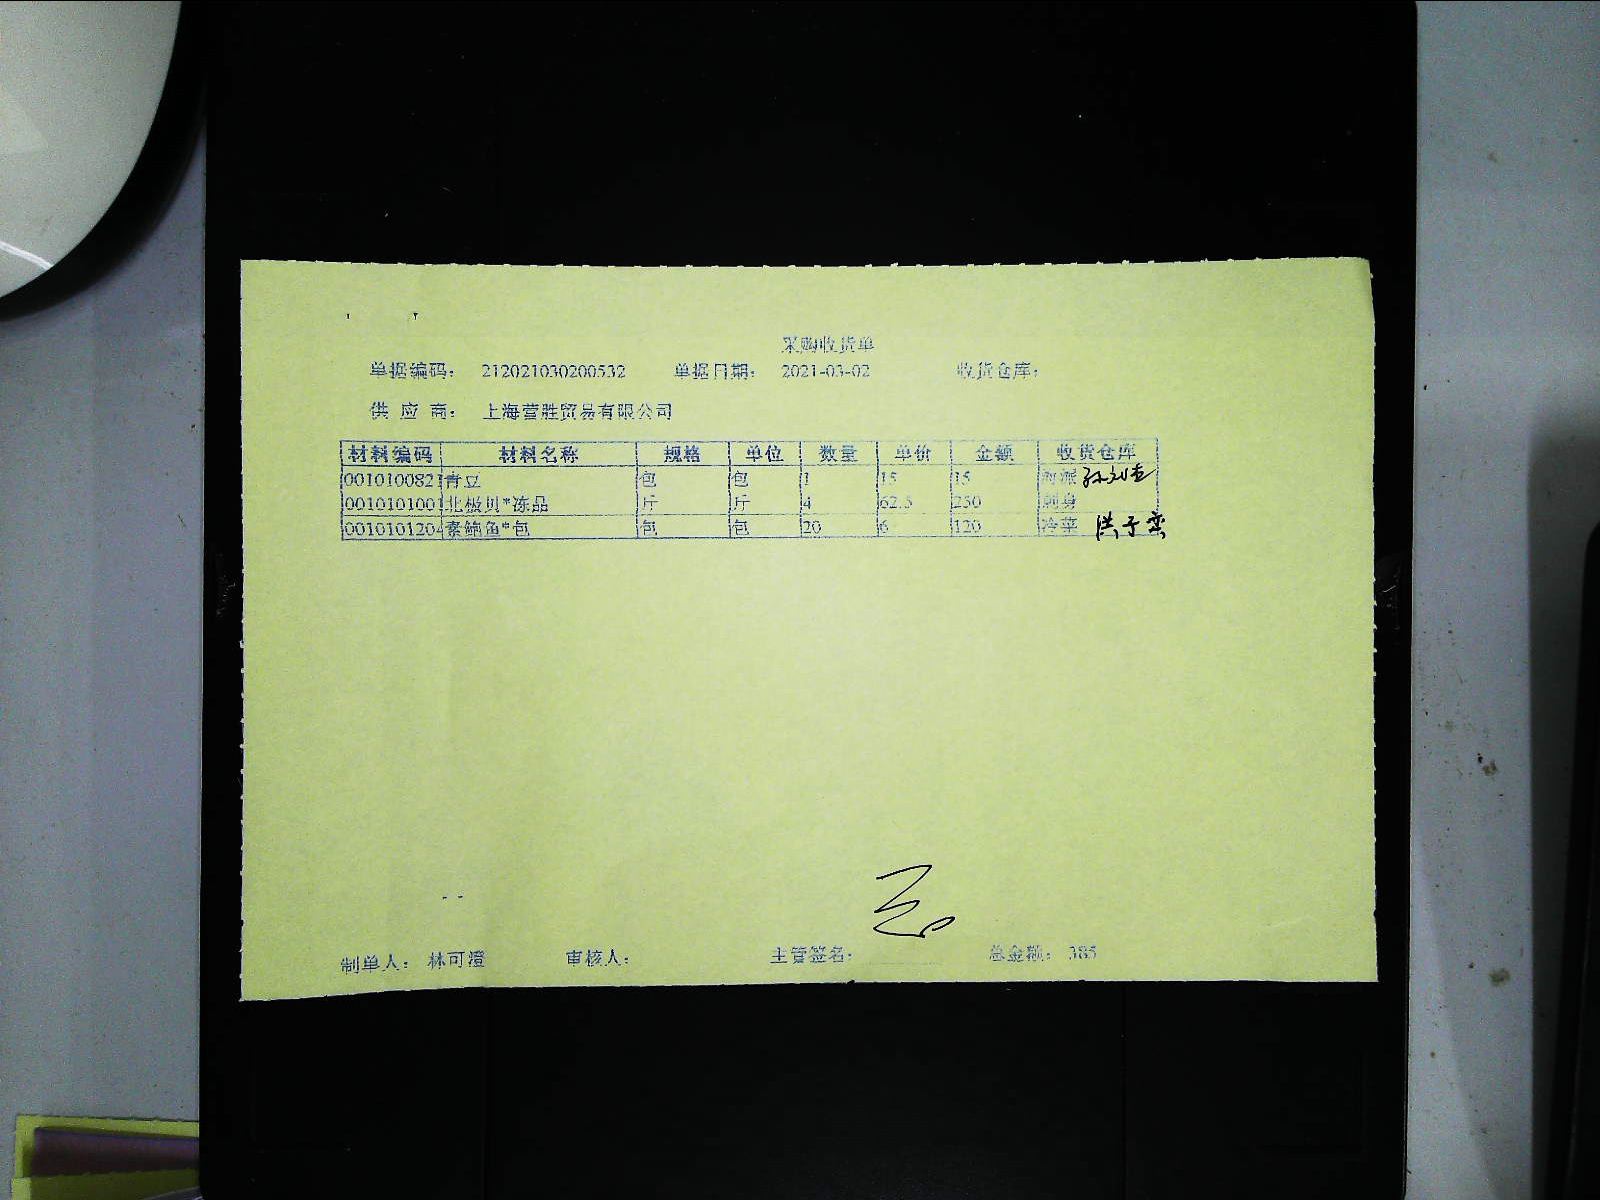 采购收货单
单据编码: 212021030200532 单据日期: 2021-03-02 收货仓库:
供应商: 上海营胜贸易有限公司
材料编码 材料名称 规格 单位 数量 单价 金额 收货仓库
0010100821 青豆 包 包 1 15 15
0010101001 北极贝*冻品 斤 斤 4 62.5 250 刺身
0010101204 素鲍鱼*包 包 包 20 6 120 冷菜
制单人: 林可澄 审核人: 主管签名: 总金额: 385